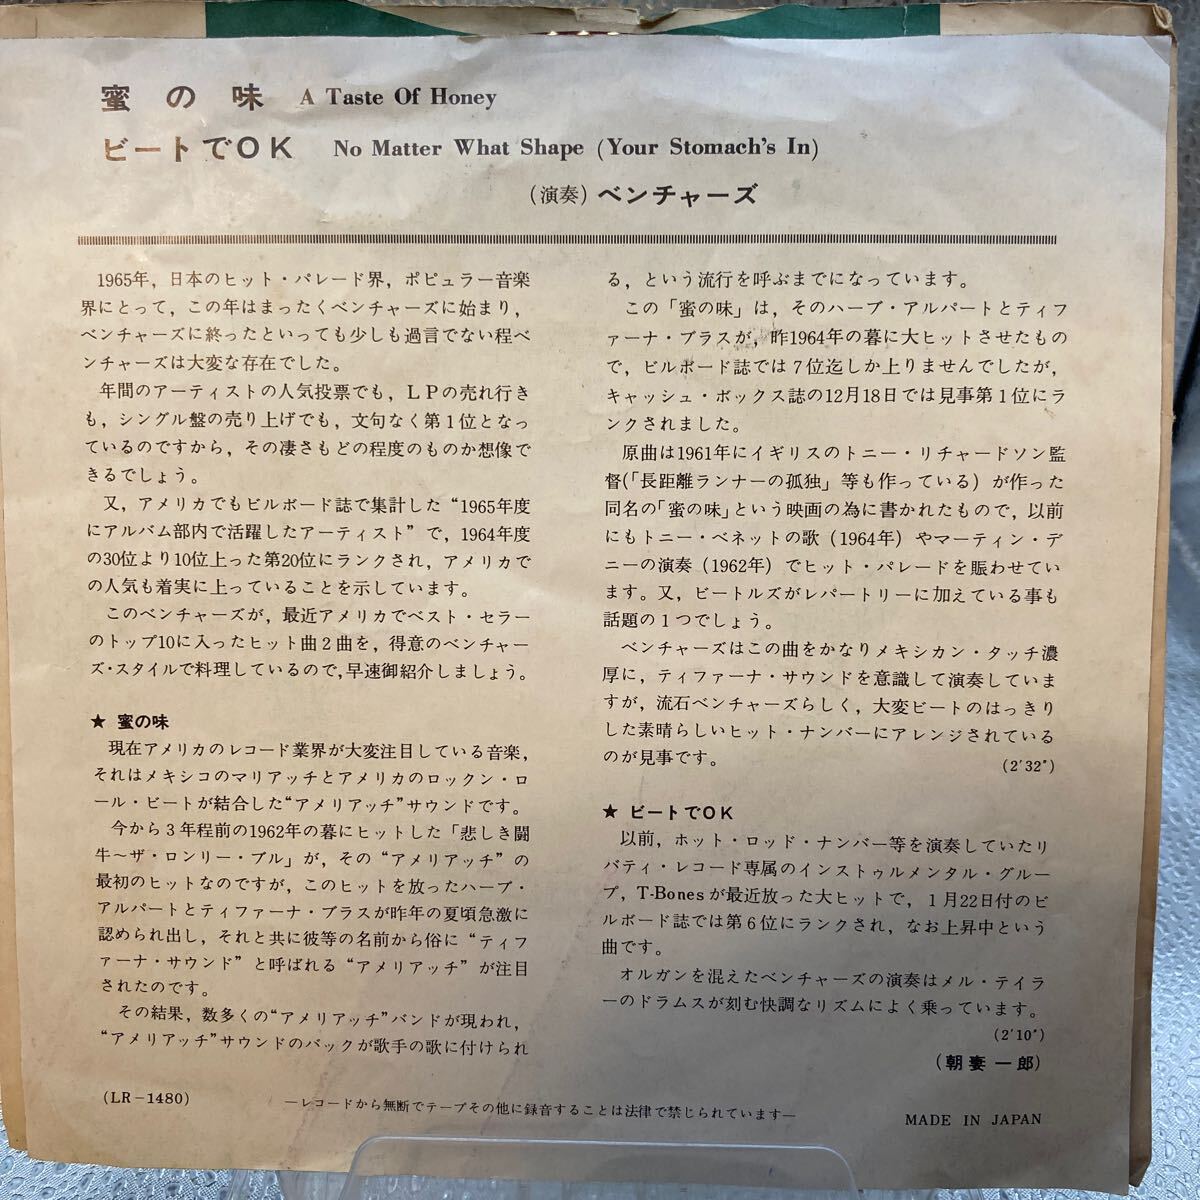 蜜の味 A Taste Of Honey
ビートでOK No Matter What Shape (Your Stomach's In)
(演奏) ベンチャーズ
1965年，日本のヒット・パレード界，ポピュラー音楽
界にとって，この年はまったくベンチャーズに始まり，
ベンチャーズに終ったといっても少しも過言でない程ベ
ンチャーズは大変な存在でした。
年間のアーティストの人気投票でも，LPの売れ行き
も，シングル盤の売り上げでも，文句なく第1位となっ
ているのですから，その凄さもどの程度のものか想像で
きるでしょう。
又，アメリカでもビルボード誌で集計した“1965年度
にアルバム部内で活躍したアーティスト”で，1964年度
の30位より10位上った第20位にランクされ，アメリカで
の人気も着実に上っていることを示しています。
このベンチャーズが，最近アメリカでベスト・セラー
のトップ10に入ったヒット曲2曲を，得意のベンチャー
ズ・スタイルで料理しているので，早速御紹介しましょう。
★ 蜜の味
現在アメリカのレコード業界が大変注目している音楽，
それはメキシコのマリアッチとアメリカのロックン・ロ
ール・ビートが結合した“アメリアッチ”サウンドです。
今から3年程前の1962年の暮にヒットした「悲しき闘
牛～ザ・ロンリー・ブル」が，その“アメリアッチ”の
最初のヒットなのですが，このヒットを放ったハーブ・
アルパートとティファーナ・ブラスが昨年の夏頃急激に
認められ出し，それと共に彼等の名前から俗に“ティフ
ァーナ・サウンド”と呼ばれる“アメリアッチ”が注目
されたのです。
その結果，数多くの“アメリアッチ”バンドが現われ，
“アメリアッチ”サウンドのバックが歌手の歌に付けられ
る，という流行を呼ぶまでになっています。
この「蜜の味」は，そのハーブ・アルパートとティフ
ァーナ・ブラスが，昨1964年の暮に大ヒットさせたもの
で，ビルボード誌では7位迄しか上りませんでしたが，
キャッシュ・ボックス誌の12月18日では見事第1位にラ
ンクされました。
原曲は1961年にイギリスのトニー・リチャードソン監
督(「長距離ランナーの孤独」等も作っている) が作った
同名の「蜜の味」という映画の為に書かれたもので，以前
にもトニー・ベネットの歌 (1964年) やマーティン・デ
ニーの演奏 (1962年) でヒット・パレードを賑わせてい
ます。又，ビートルズがレパートリーに加えている事も
話題の1つでしょう。
ベンチャーズはこの曲をかなりメキシカン・タッチ濃
厚に，ティファーナ・サウンドを意識して演奏していま
すが，流石ベンチャーズらしく，大変ビートのはっきり
した素晴らしいヒット・ナンバーにアレンジされている
のが見事です。 (2′32″)
★ ビートでOK
以前，ホット・ロッド・ナンバー等を演奏していたリ
バティ・レコード専属のインストゥルメンタル・グルー
プ，T-Bones が最近放った大ヒットで，1月22日付のビ
ルボード誌では第6位にランクされ，なお上昇中という
曲です。
オルガンを混えたベンチャーズの演奏はメル・テイラ
ーのドラムスが刻む快調なリズムによく乗っています。
(2′10″)
(朝妻一郎)
(LR-1480)
―レコードから無断でテープその他に録音することは法律で禁じられています―
MADE IN JAPAN